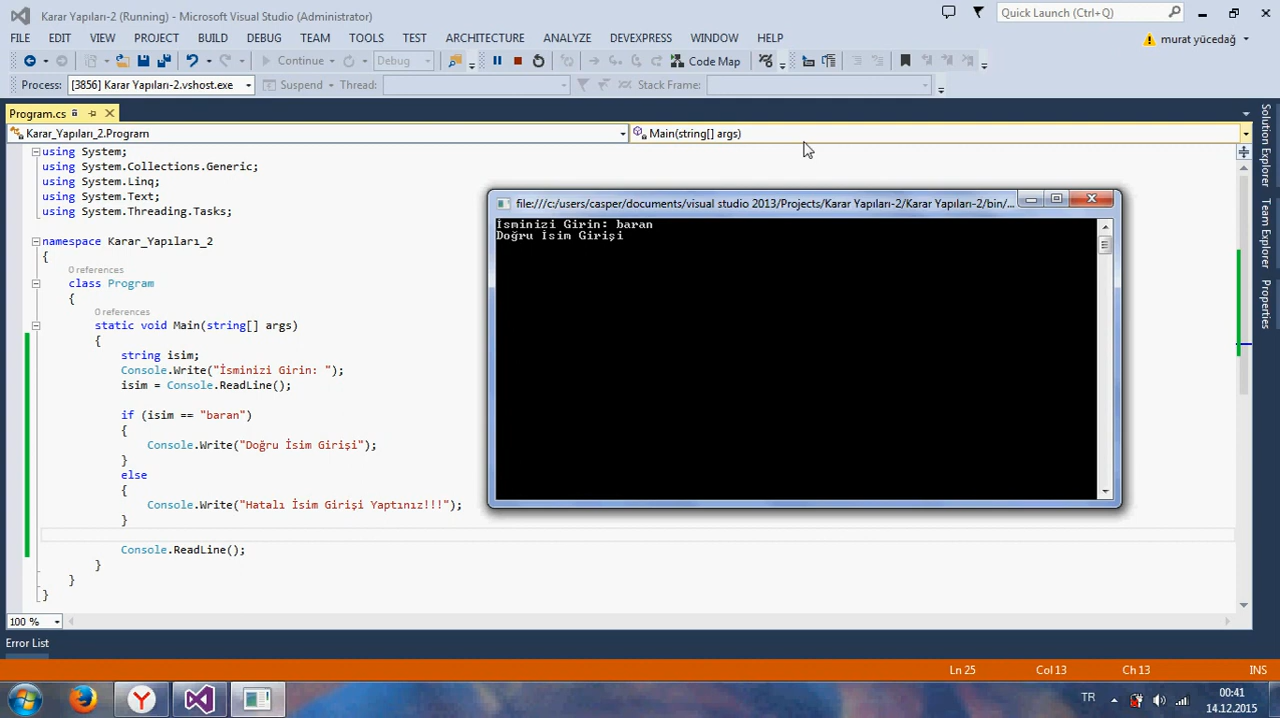 Karar Yapıları-2 (Running) - Microsoft Visual Studio (Administrator)
Quick Launch (Ctrl+Q)
FILE EDIT VIEW PROJECT BUILD DEBUG TEAM TOOLS TEST ARCHITECTURE ANALYZE DEVEXPRESS WINDOW HELP
murat yücedağ
Continue Debug Code Map
Process: [3856] Karar Yapıları-2.vshost.exe Suspend Thread: Stack Frame:
Program.cs
Karar_Yapıları_2.Program Main(string[] args)
using System;
using System.Collections.Generic;
using System.Linq;
using System.Text;
using System.Threading.Tasks;
namespace Karar_Yapıları_2
{
0 references
class Program
{
0 references
static void Main(string[] args)
{
string isim;
Console.Write("İsminizi Girin: ");
isim = Console.ReadLine();
if (isim == "baran")
{
Console.Write("Doğru İsim Girişi");
}
else
{
Console.Write("Hatalı İsim Girişi Yaptınız!!!");
}
Console.ReadLine();
}
}
}
file:///c:/users/casper/documents/visual studio 2013/Projects/Karar Yapıları-2/Karar Yapıları-2/bin/...
İsminizi Girin: baran
Doğru İsim Girişi
Solution Explorer
Team Explorer
Properties
100 %
Error List
Ln 25 Col 13 Ch 13 INS
TR
00:41
14.12.2015